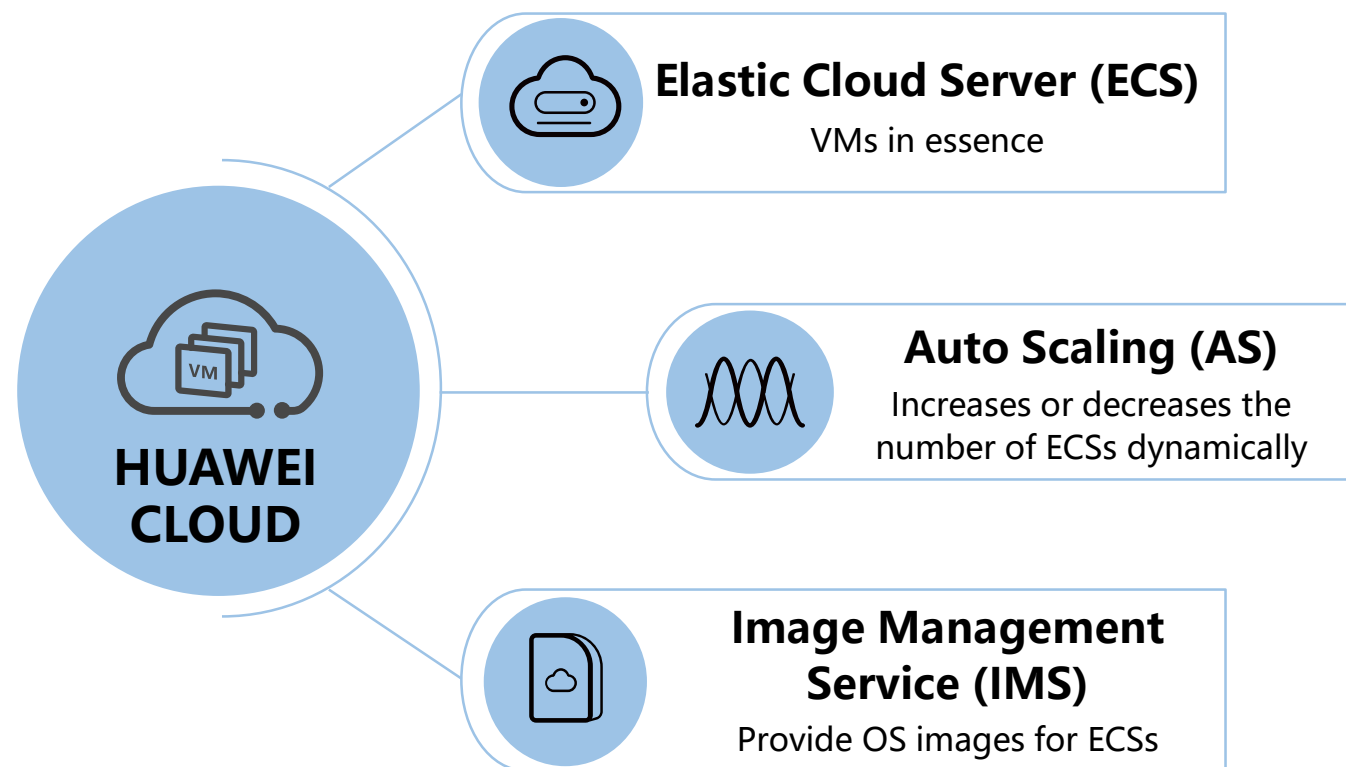 Elastic Cloud Server (ECS)
VMs in essence
VM
HUAWEI
CLOUD
Auto Scaling (AS)
Increases or decreases the
number of ECSs dynamically
Image Management
Service (IMS)
Provide OS images for ECSs